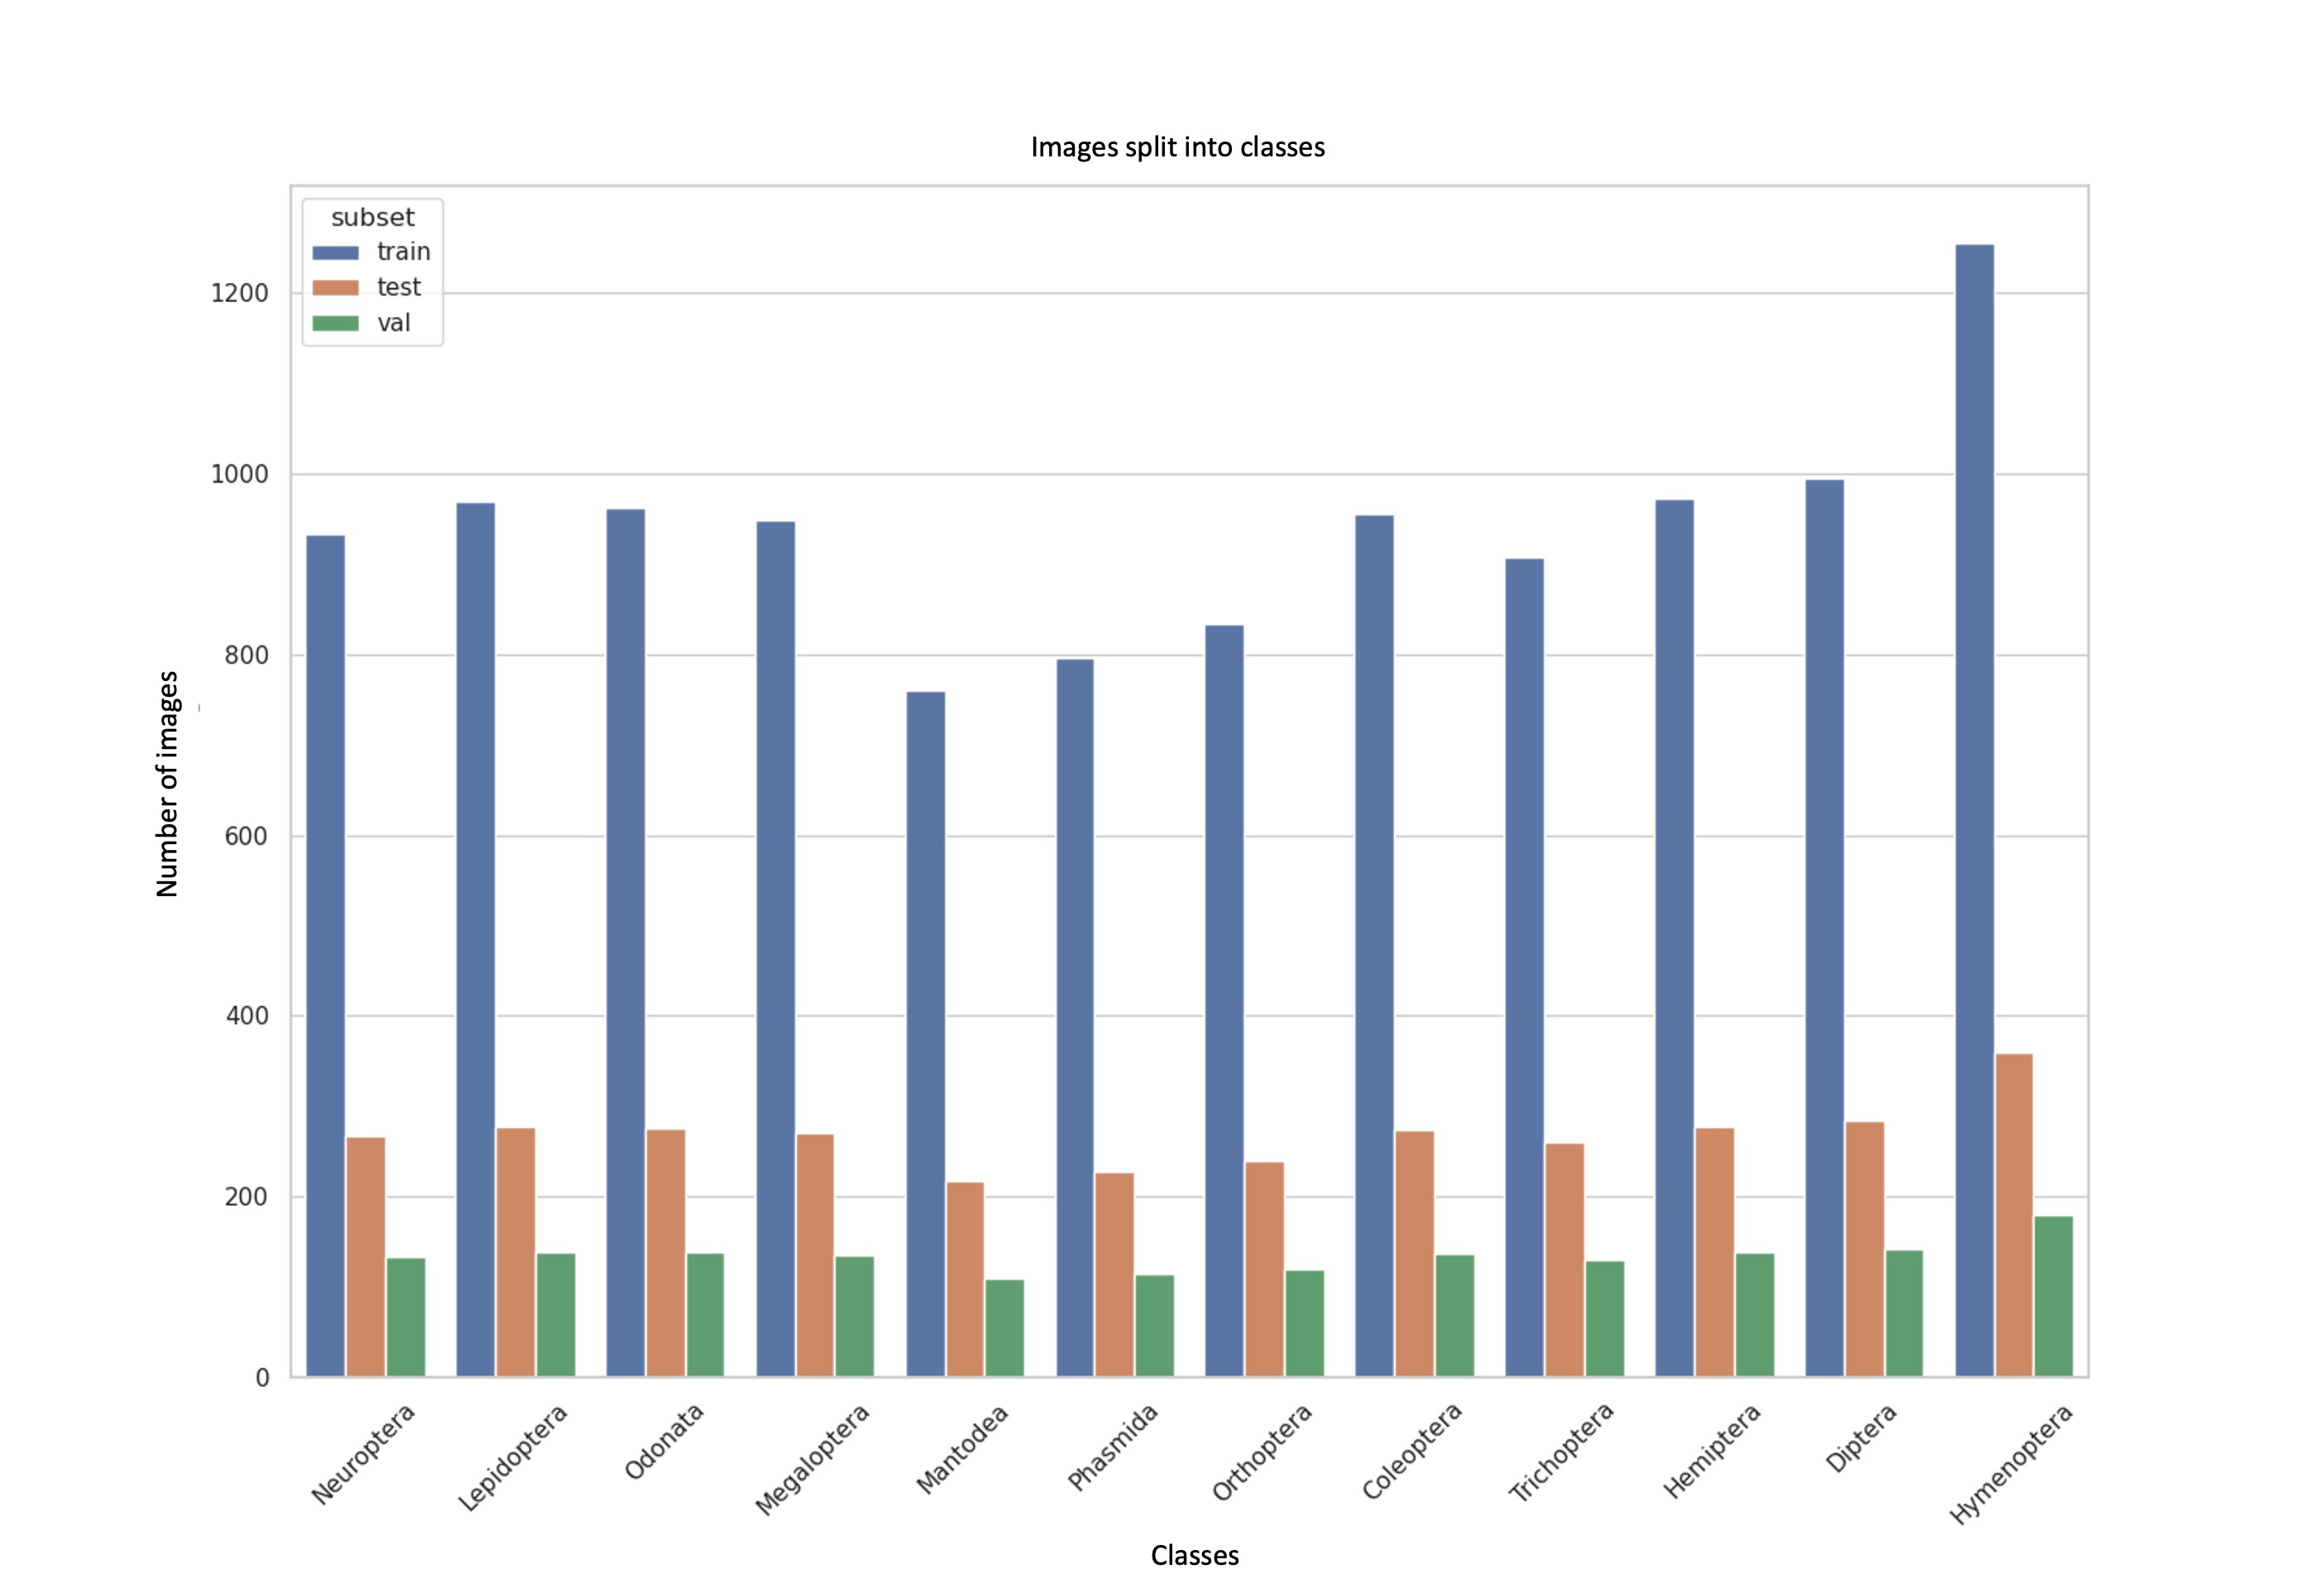 Images split into classes
subset
train
test
val
1200
1000
800
600
400
200
0
Number of images
Neuroptera
Lepidoptera
Odonata
Megaloptera
Mantodea
Phasmida
Orthoptera
Coleoptera
Trichoptera
Hemiptera
Diptera
Hymenoptera
Classes